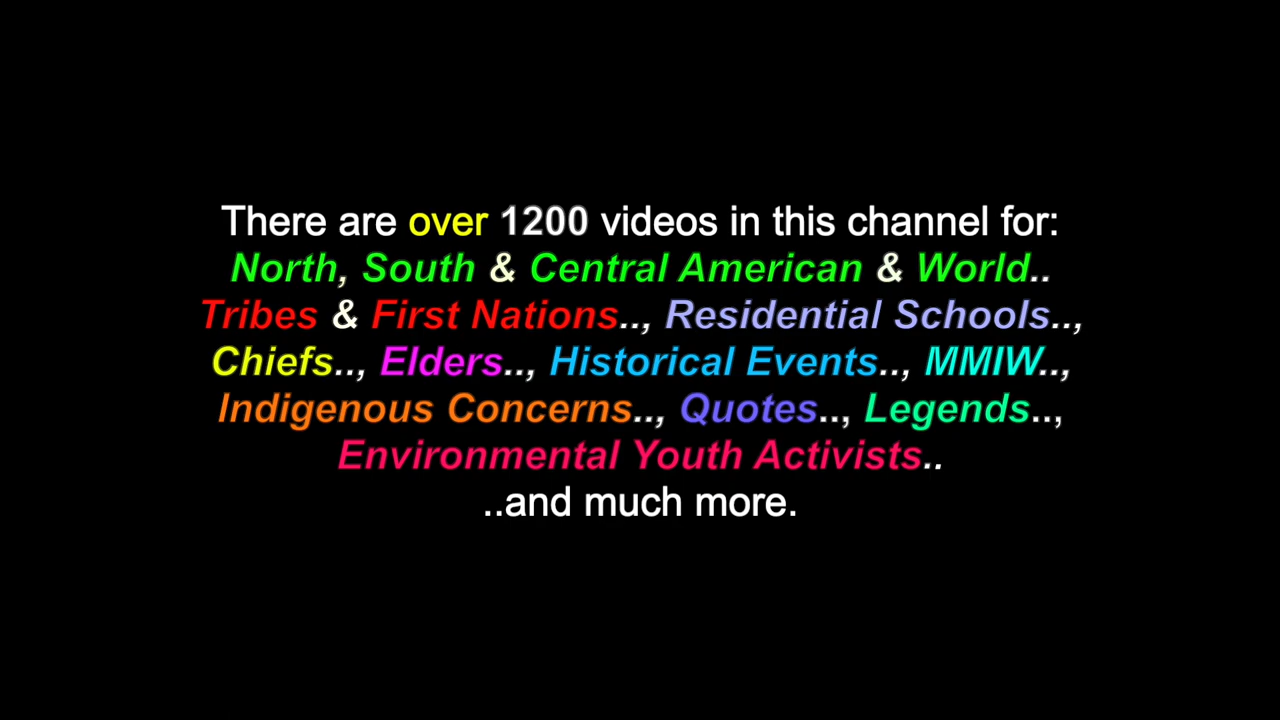 There are over 1200 videos in this channel for:
North, South & Central American & World..
Tribes & First Nations.., Residential Schools..,
Chiefs.., Elders.., Historical Events.., MMIW..,
Indigenous Concerns.., Quotes.., Legends..,
Environmental Youth Activists..
..and much more.